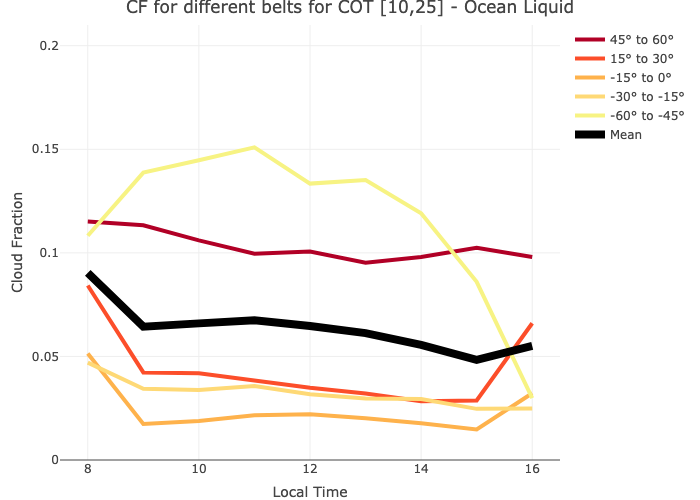 CF for different belts for COT [10,25] - Ocean Liquid
45° to 60°
15° to 30°
-15° to 0°
-30° to -15°
-60° to -45°
Mean
0.2
0.15
0.1
0.05
0
Cloud Fraction
8
10
12
14
16
Local Time